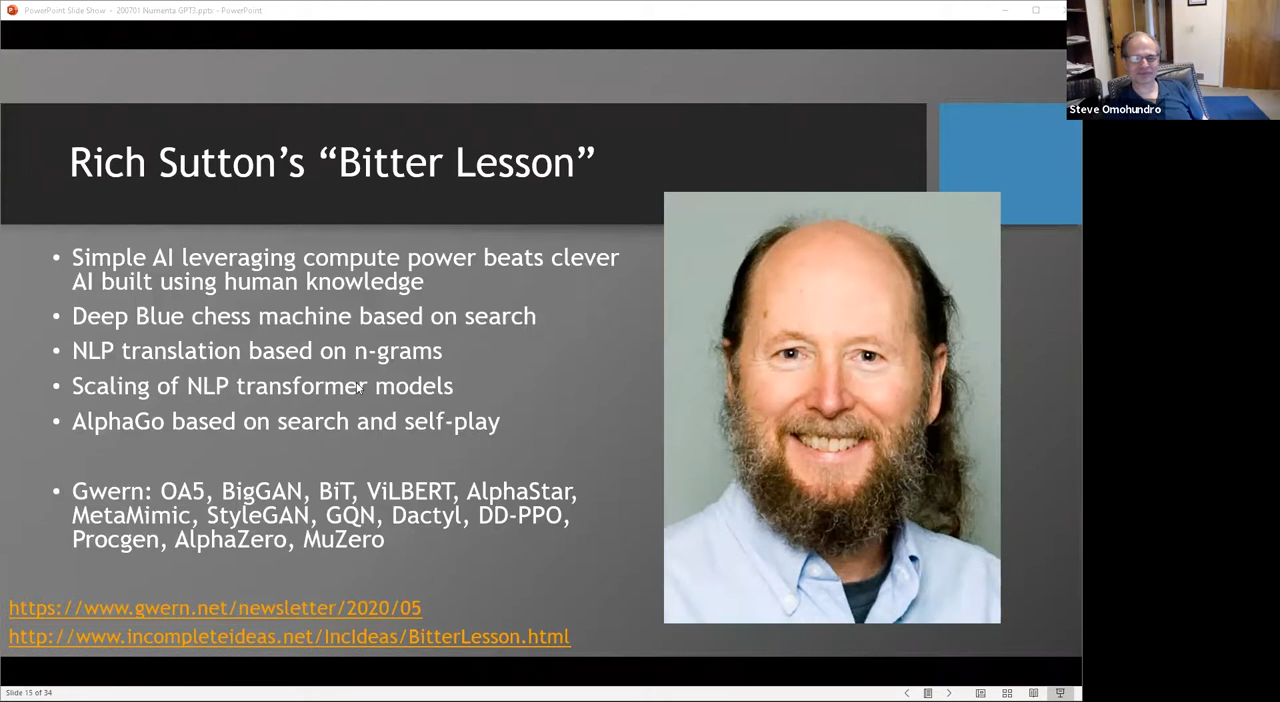 PowerPoint Slide Show - 200701 Numenta GPT3.pptx - PowerPoint
Steve Omohundro
Rich Sutton’s “Bitter Lesson”
• Simple AI leveraging compute power beats clever
AI built using human knowledge
• Deep Blue chess machine based on search
• NLP translation based on n-grams
• Scaling of NLP transformer models
• AlphaGo based on search and self-play
• Gwern: OA5, BigGAN, BiT, ViLBERT, AlphaStar,
MetaMimic, StyleGAN, GQN, Dactyl, DD-PPO,
Procgen, AlphaZero, MuZero
https://www.gwern.net/newsletter/2020/05
http://www.incompleteideas.net/IncIdeas/BitterLesson.html
Slide 15 of 34